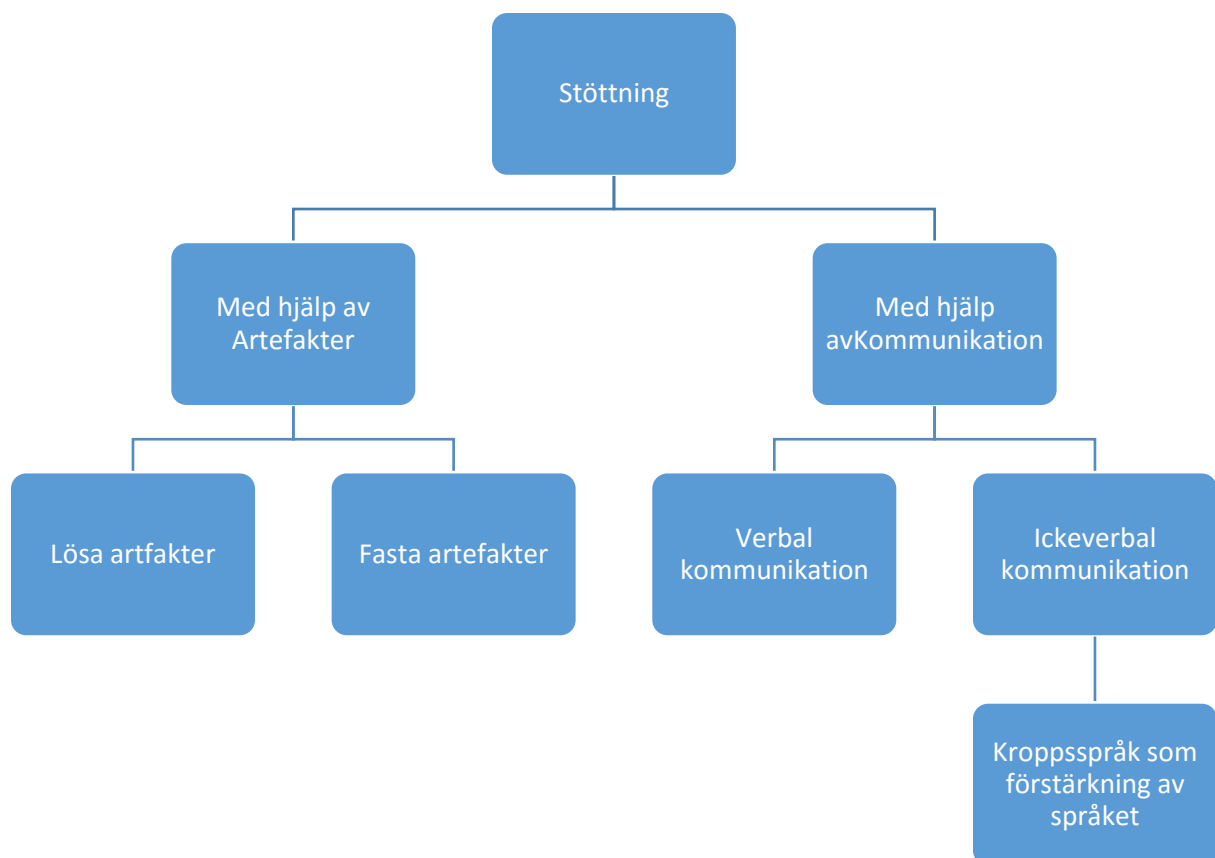 Stöttning
Med hjälp av
Artefakter
Med hjälp
avKommunikation
Lösa artfakter
Fasta artefakter
Verbal
kommunikation
Ickeverbal
kommunikation
Kroppsspråk som
förstärkning av
språket